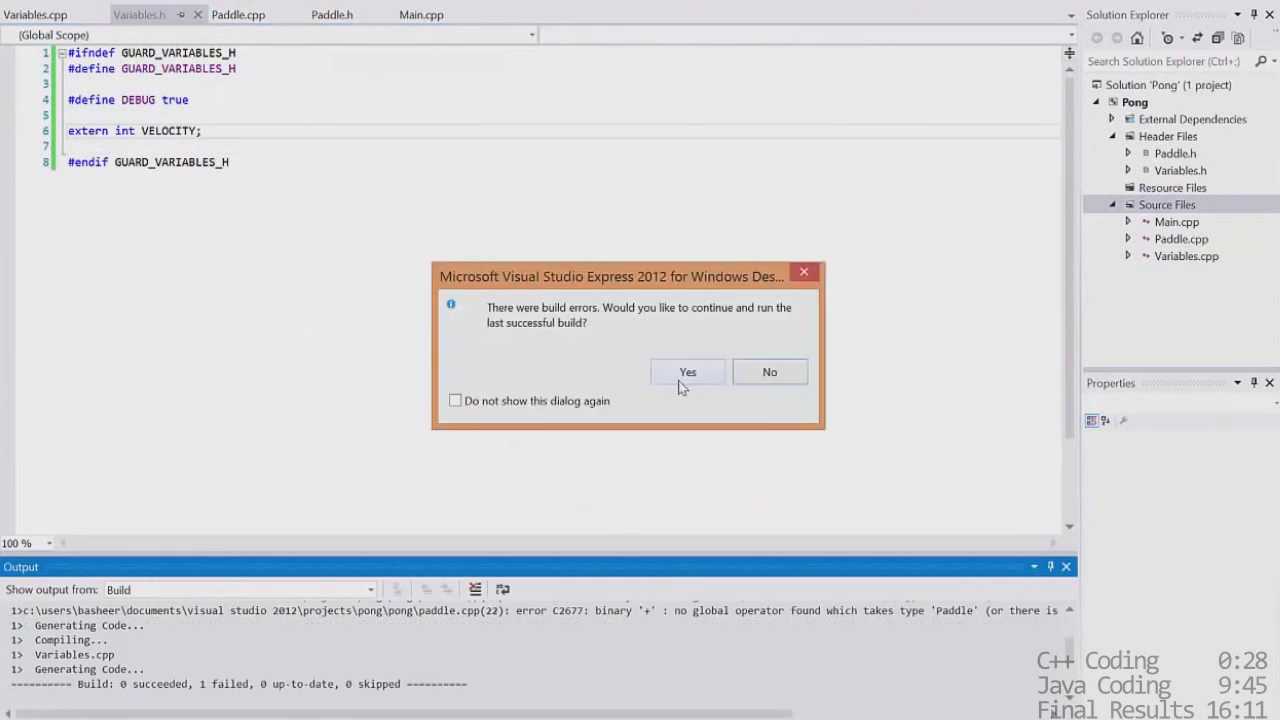 Variables.cpp
Variables.h
Paddle.cpp
Paddle.h
Main.cpp
(Global Scope)
1 #ifndef GUARD_VARIABLES_H
2 #define GUARD_VARIABLES_H
3
4 #define DEBUG true
5
6 extern int VELOCITY;
7
8 #endif GUARD_VARIABLES_H
Solution Explorer
Search Solution Explorer (Ctrl+;)
Solution 'Pong' (1 project)
Pong
External Dependencies
Header Files
Paddle.h
Variables.h
Resource Files
Source Files
Main.cpp
Paddle.cpp
Variables.cpp
Microsoft Visual Studio Express 2012 for Windows Des...
There were build errors. Would you like to continue and run the
last successful build?
Yes
No
Do not show this dialog again
Properties
100 %
Output
Show output from: Build
1>c:\users\basheer\documents\visual studio 2012\projects\pong\pong\paddle.cpp(22): error C2677: binary '+' : no global operator found which takes type 'Paddle' (or there is
1> Generating Code...
1> Compiling...
1> Variables.cpp
1> Generating Code...
========== Build: 0 succeeded, 1 failed, 0 up-to-date, 0 skipped ==========
C++ Coding 0:28
Java Coding 9:45
Final Results 16:11